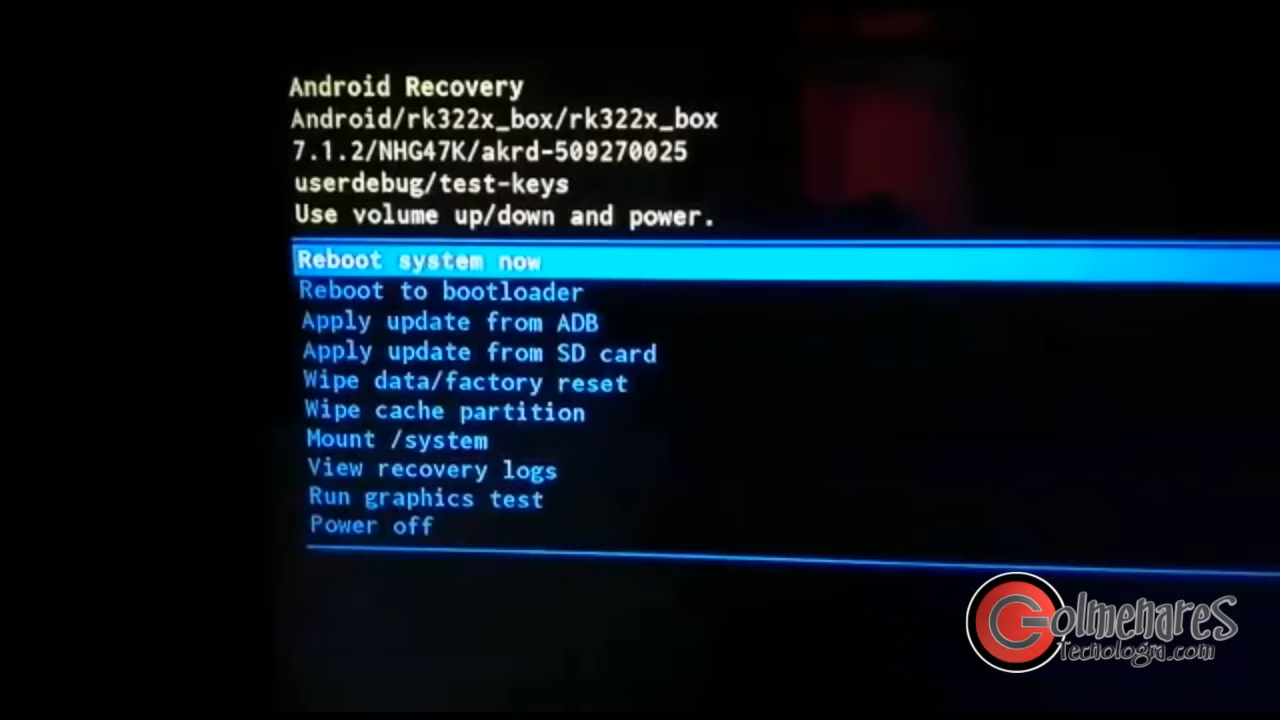 Android Recovery
Android/rk322x_box/rk322x_box
7.1.2/NHG47K/akrd-509270025
userdebug/test-keys
Use volume up/down and power.
Reboot system now
Reboot to bootloader
Apply update from ADB
Apply update from SD card
Wipe data/factory reset
Wipe cache partition
Mount /system
View recovery logs
Run graphics test
Power off
Colmenares
Tecnologia.com